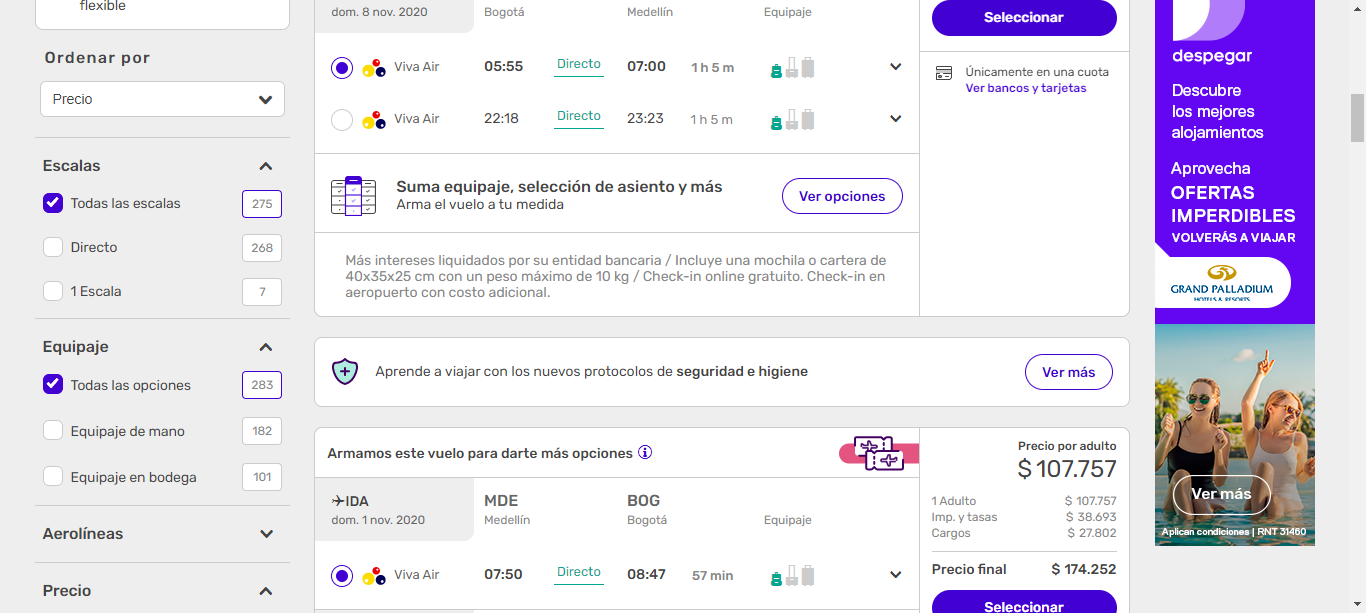 flexible
Ordenar por
Precio
Escalas
Todas las escalas 275
Directo 268
1 Escala 7
Equipaje
Todas las opciones 283
Equipaje de mano 182
Equipaje en bodega 101
Aerolíneas
Precio
dom. 8 nov. 2020 Bogotá Medellín Equipaje
Viva Air 05:55 Directo 07:00 1 h 5 m
Viva Air 22:18 Directo 23:23 1 h 5 m
Suma equipaje, selección de asiento y más
Arma el vuelo a tu medida
Ver opciones
Más intereses liquidados por su entidad bancaria / Incluye una mochila o cartera de
40x35x25 cm con un peso máximo de 10 kg / Check-in online gratuito. Check-in en
aeropuerto con costo adicional.
Seleccionar
Únicamente en una cuota
Ver bancos y tarjetas
Aprende a viajar con los nuevos protocolos de seguridad e higiene
Ver más
Armamos este vuelo para darte más opciones
IDA MDE BOG
dom. 1 nov. 2020 Medellín Bogotá Equipaje
Viva Air 07:50 Directo 08:47 57 min
Precio por adulto
$ 107.757
1 Adulto $ 107.757
Imp. y tasas $ 38.693
Cargos $ 27.802
Precio final $ 174.252
Seleccionar
despegar
Descubre
los mejores
alojamientos
Aprovecha
OFERTAS
IMPERDIBLES
VOLVERÁS A VIAJAR
GRAND PALLADIUM
HOTELS & RESORTS
Ver más
Aplican condiciones | RNT 31460